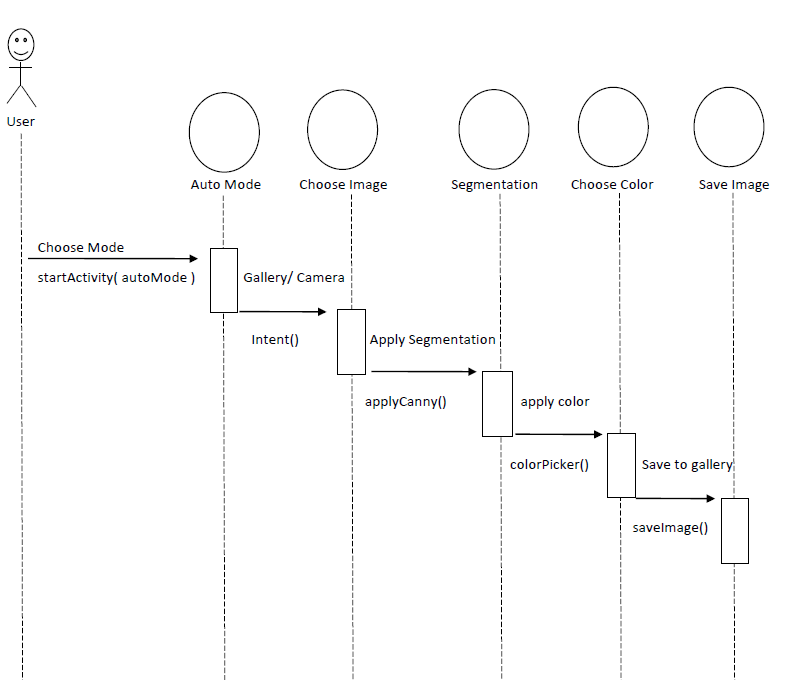 User
Auto Mode
Choose Image
Segmentation
Choose Color
Save Image
Choose Mode
startActivity( autoMode )
Gallery/ Camera
Intent()
Apply Segmentation
applyCanny()
apply color
colorPicker()
Save to gallery
saveImage()